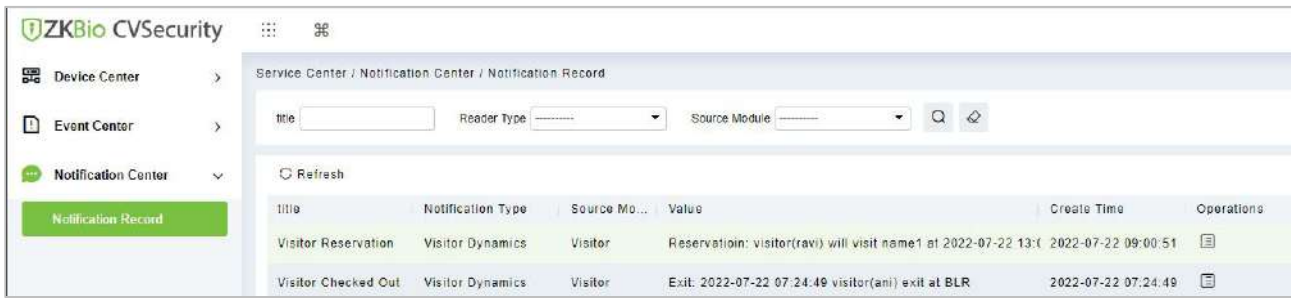 ZKBio CVSecurity
Device Center
Event Center
Notification Center
Notification Record
Service Center / Notification Center / Notification Record
title Reader Type ---------- Source Module ----------
Refresh
title Notification Type Source Mo... Value Create Time Operations
Visitor Reservation Visitor Dynamics Visitor Reservatioin: visitor(ravi) will visit name1 at 2022-07-22 13:( 2022-07-22 09:00:51
Visitor Checked Out Visitor Dynamics Visitor Exit: 2022-07-22 07:24:49 visitor(ani) exit at BLR 2022-07-22 07:24:49